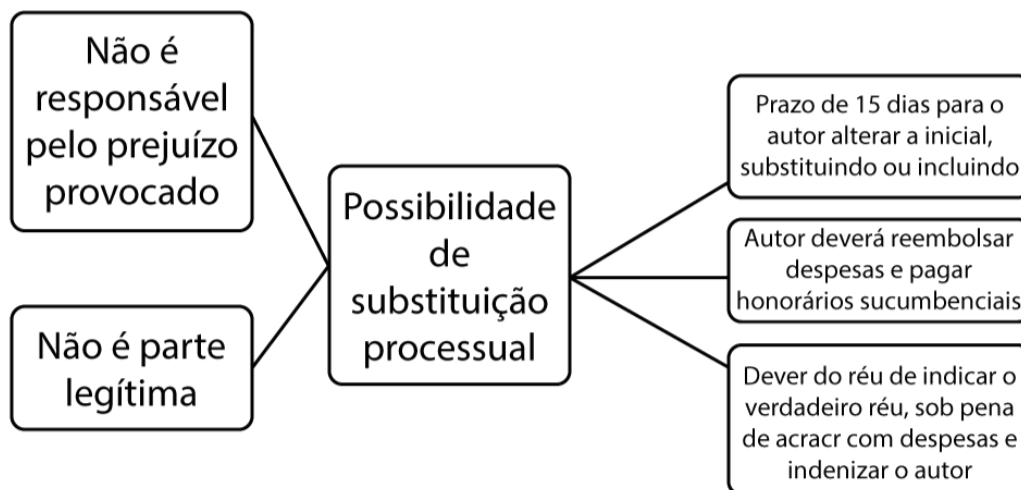 Não é
responsável
pelo prejuízo
provocado
Não é parte
legítima
Possibilidade
de
substituição
processual
Prazo de 15 dias para o
autor alterar a inicial,
substituindo ou incluindo
Autor deverá reembolsar
despesas e pagar
honorários sucumbenciais
Dever do réu de indicar o
verdadeiro réu, sob pena
de acracr com despesas e
indenizar o autor